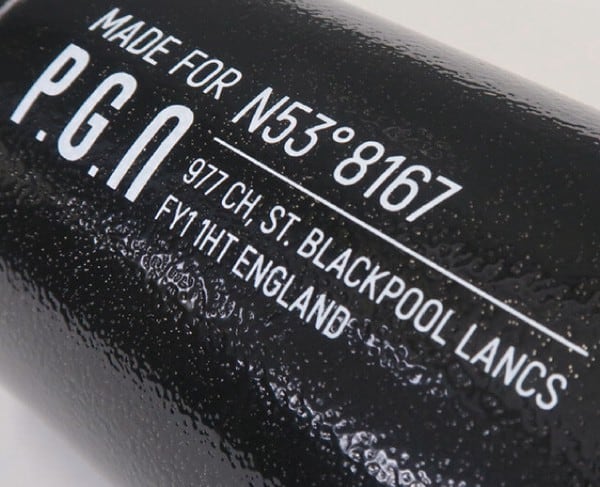 MADE FOR N53°8167
P.G.N
977 CH, ST. BLACKPOOL LANCS
FY1 1HT ENGLAND